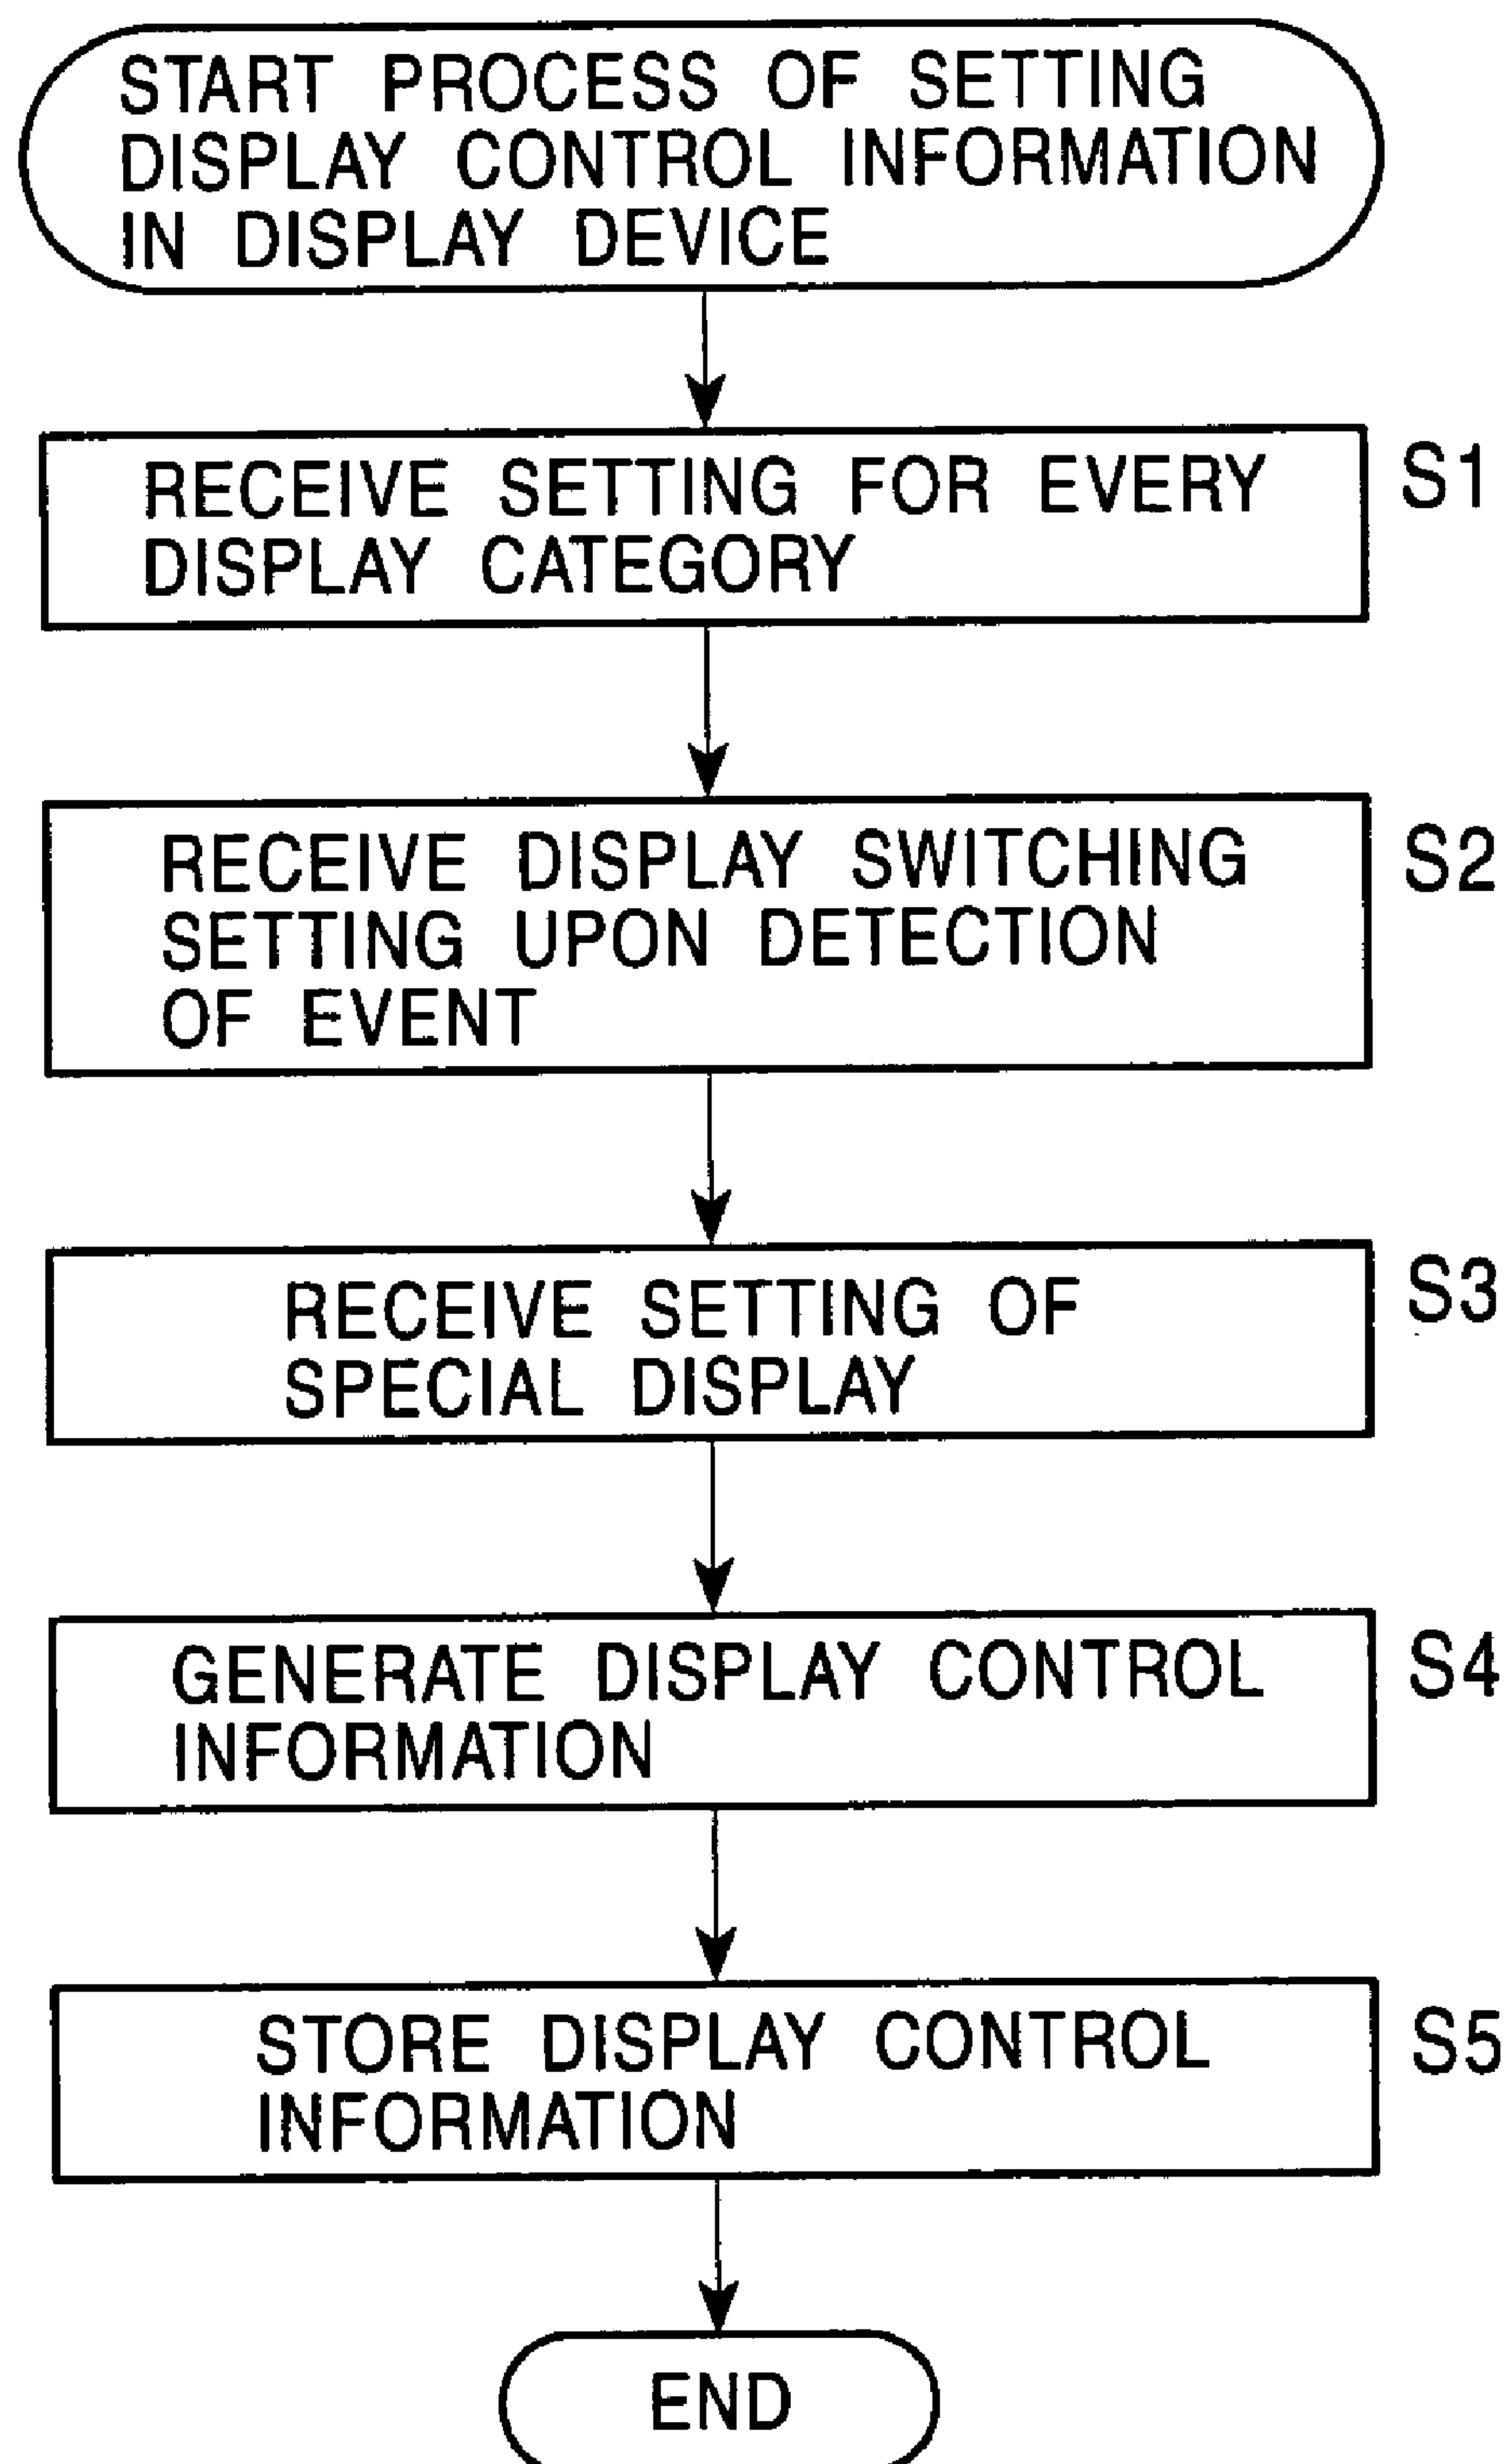 START PROCESS OF SETTING
DISPLAY CONTROL INFORMATION
IN DISPLAY DEVICE
RECEIVE SETTING FOR EVERY
DISPLAY CATEGORY
S1
RECEIVE DISPLAY SWITCHING
SETTING UPON DETECTION
OF EVENT
S2
RECEIVE SETTING OF
SPECIAL DISPLAY
S3
GENERATE DISPLAY CONTROL
INFORMATION
S4
STORE DISPLAY CONTROL
INFORMATION
S5
END